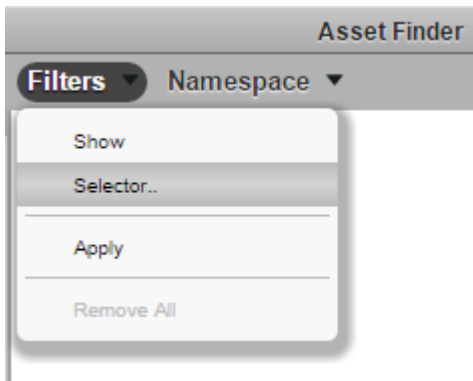 Asset Finder
Filters Namespace
Show
Selector..
Apply
Remove All